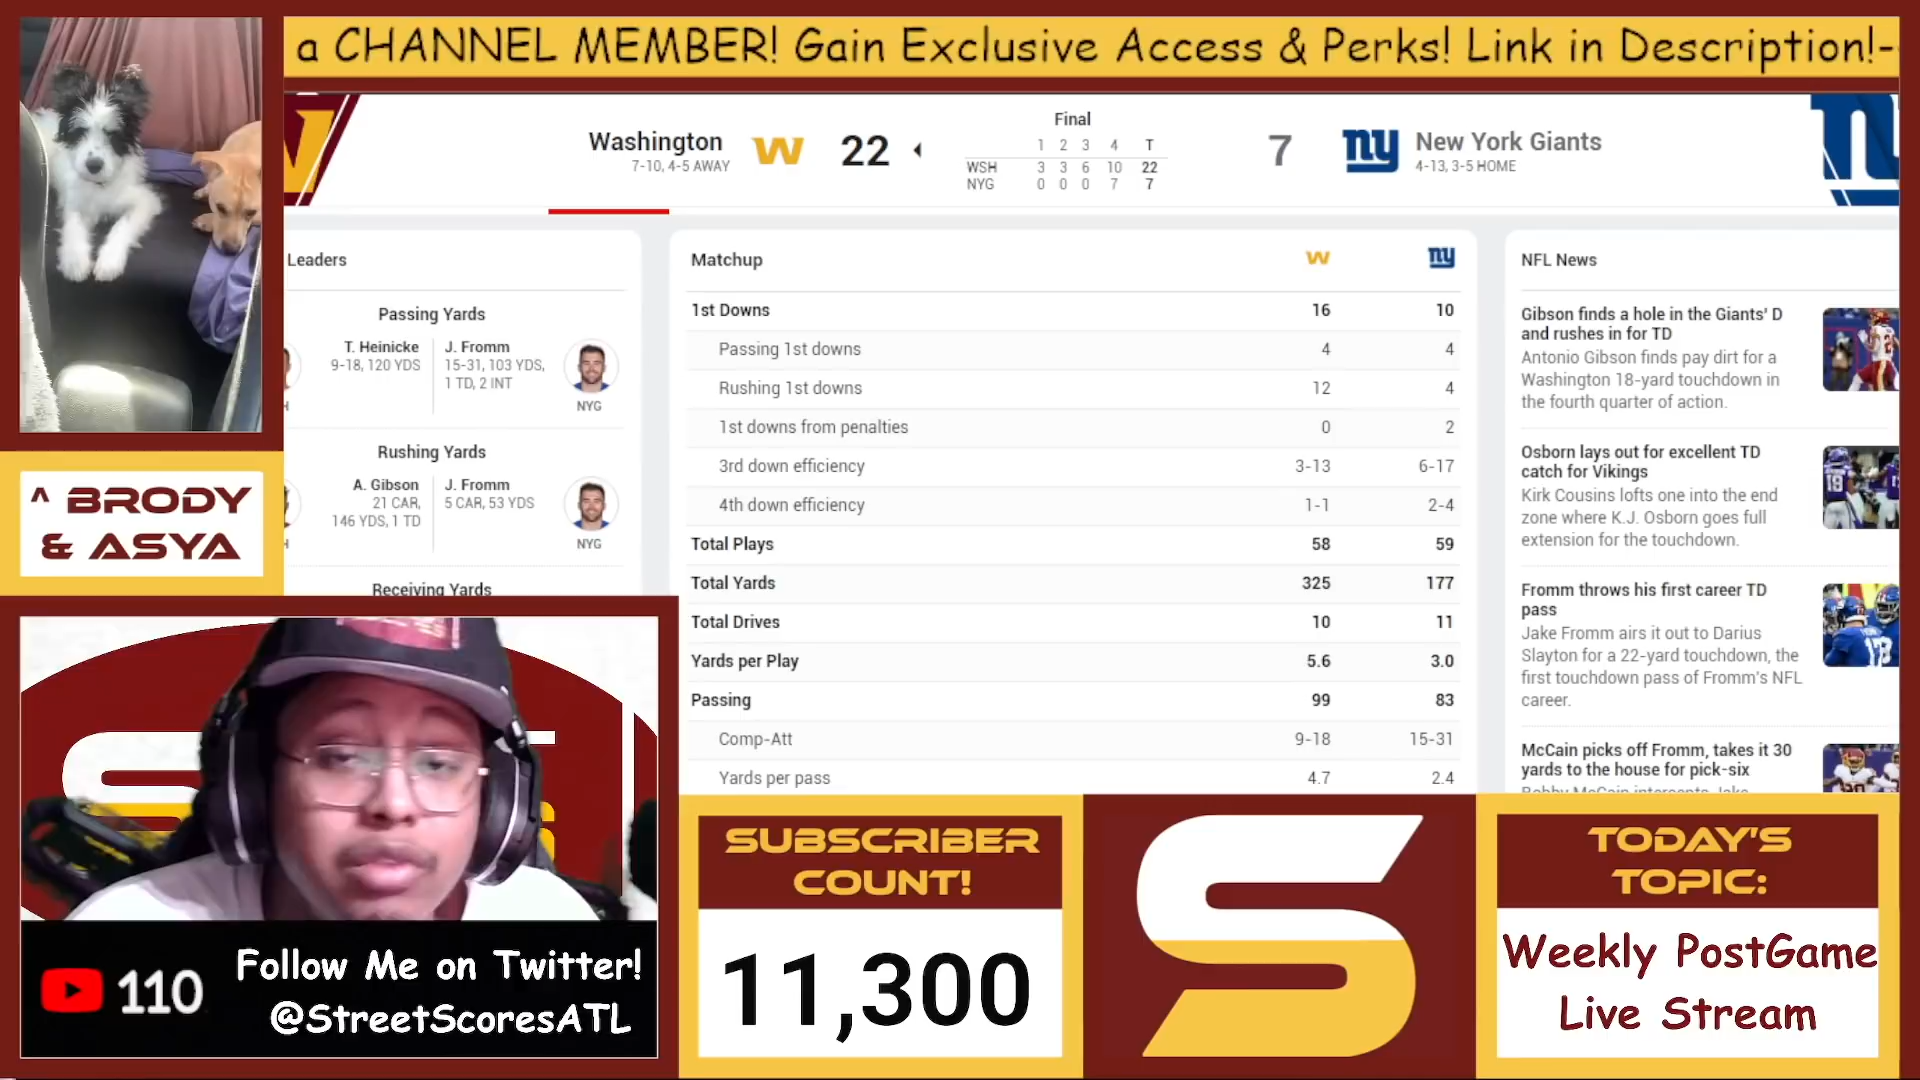 a CHANNEL MEMBER! Gain Exclusive Access & Perks! Link in Description!-
Washington
7-10, 4-5 AWAY
22
Final
1 2 3 4 T
WSH 3 3 6 10 22
NYG 0 0 0 7 7
7
New York Giants
4-13, 3-5 HOME
Leaders
Passing Yards
T. Heinicke
9-18, 120 YDS
J. Fromm
15-31, 103 YDS,
1 TD, 2 INT
NYG
Rushing Yards
A. Gibson
21 CAR,
146 YDS, 1 TD
J. Fromm
5 CAR, 53 YDS
NYG
Receiving Yards
Matchup
1st Downs 16 10
Passing 1st downs 4 4
Rushing 1st downs 12 4
1st downs from penalties 0 2
3rd down efficiency 3-13 6-17
4th down efficiency 1-1 2-4
Total Plays 58 59
Total Yards 325 177
Total Drives 10 11
Yards per Play 5.6 3.0
Passing 99 83
Comp-Att 9-18 15-31
Yards per pass 4.7 2.4
NFL News
Gibson finds a hole in the Giants' D
and rushes in for TD
Antonio Gibson finds pay dirt for a
Washington 18-yard touchdown in
the fourth quarter of action.
Osborn lays out for excellent TD
catch for Vikings
Kirk Cousins lofts one into the end
zone where K.J. Osborn goes full
extension for the touchdown.
Fromm throws his first career TD
pass
Jake Fromm airs it out to Darius
Slayton for a 22-yard touchdown, the
first touchdown pass of Fromm's NFL
career.
McCain picks off Fromm, takes it 30
yards to the house for pick-six
^ BRODY
& ASYA
110
Follow Me on Twitter!
@StreetScoresATL
SUBSCRIBER
COUNT!
11,300
TODAY'S
TOPIC:
Weekly PostGame
Live Stream